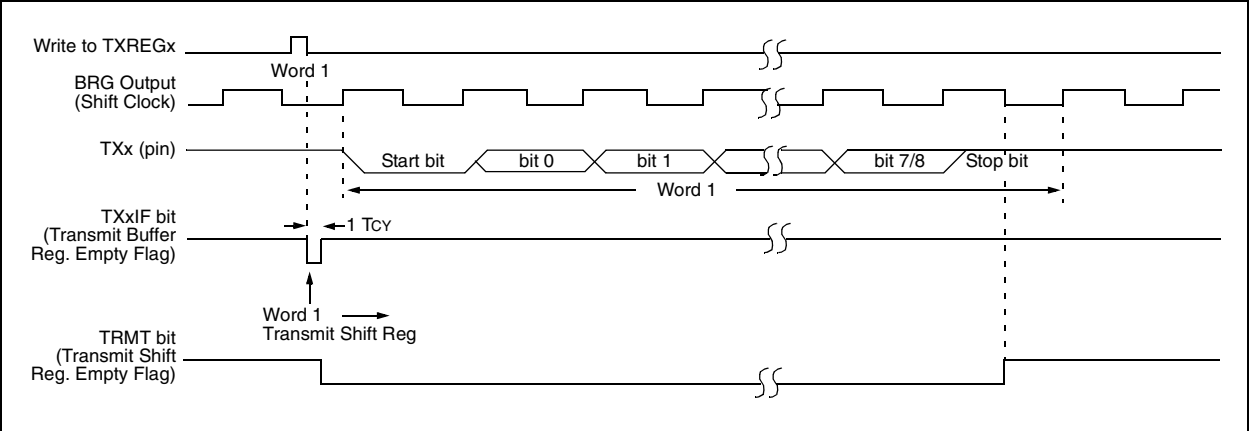 Write to TXREGx
Word 1
BRG Output
(Shift Clock)
TXx (pin)
Start bit
bit 0
bit 1
bit 7/8
Stop bit
Word 1
TXxIF bit
(Transmit Buffer
Reg. Empty Flag)
1 TCY
Word 1
Transmit Shift Reg
TRMT bit
(Transmit Shift
Reg. Empty Flag)